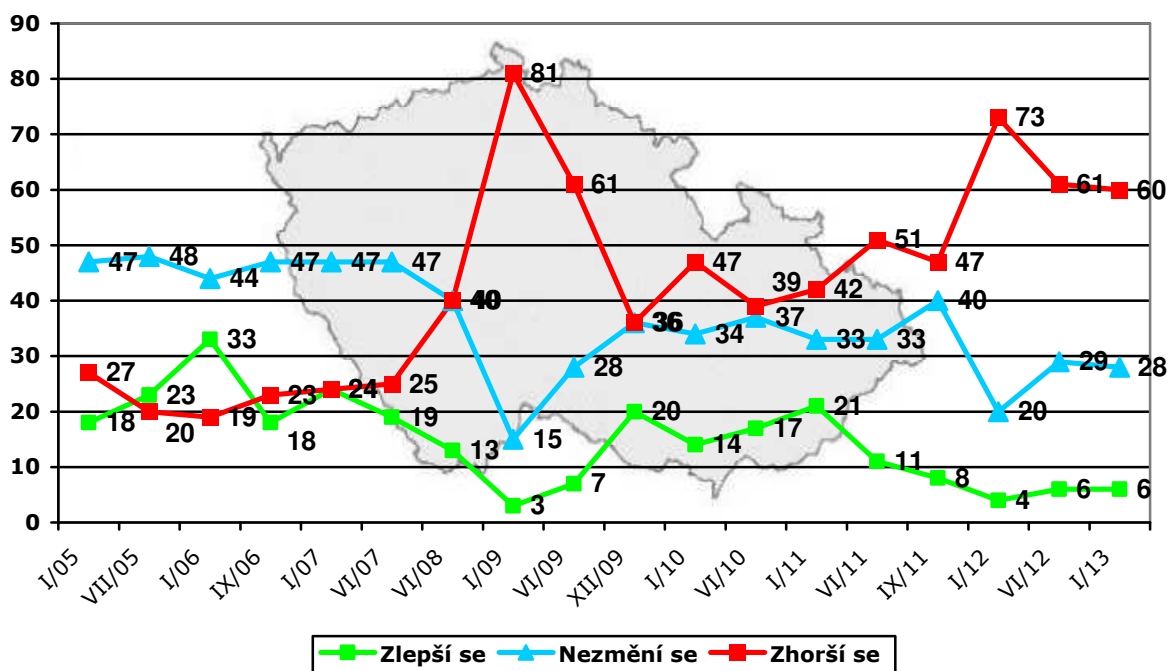 90
80
70
60
50
40
30
20
10
0
81 73
61 61 60
47 48 44 47 47 47 40 40 36 36 47 39 42 51 47
34 37 33 33 40
27 23 33 23 24 25 28 29 28
18 20 19 18 19 13 15 20 14 17 21 11 20
3 7 8 4 6 6
I/05 VII/05 I/06 IX/06 I/07 VI/07 VI/08 I/09 VI/09 XII/09 I/10 VI/10 I/11 VI/11 IX/11 I/12 VI/12 I/13
Zlepší se Nezmění se Zhorší se